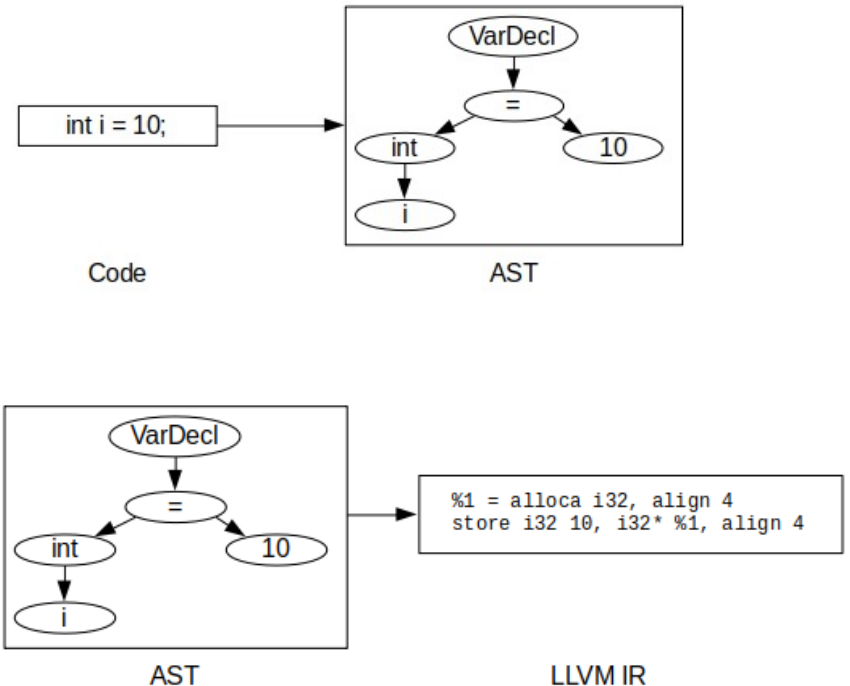 VarDecl
=
int i = 10;
int
10
i
Code
AST
VarDecl
=
int
10
i
%1 = alloca i32, align 4
store i32 10, i32* %1, align 4
AST
LLVM IR